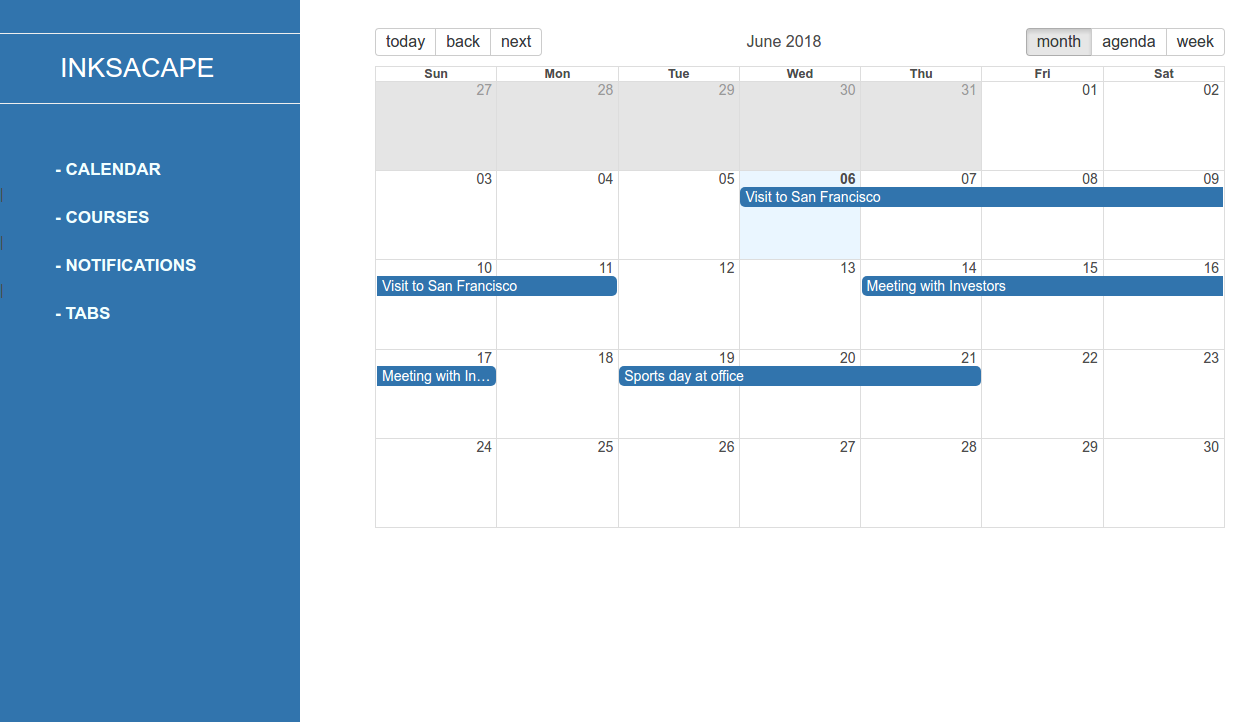 INKSACAPE
- CALENDAR
- COURSES
- NOTIFICATIONS
- TABS
today back next June 2018 month agenda week
Sun Mon Tue Wed Thu Fri Sat
27 28 29 30 31 01 02
03 04 05 06 07 08 09
Visit to San Francisco
10 11 12 13 14 15 16
Visit to San Francisco Meeting with Investors
17 18 19 20 21 22 23
Meeting with In… Sports day at office
24 25 26 27 28 29 30